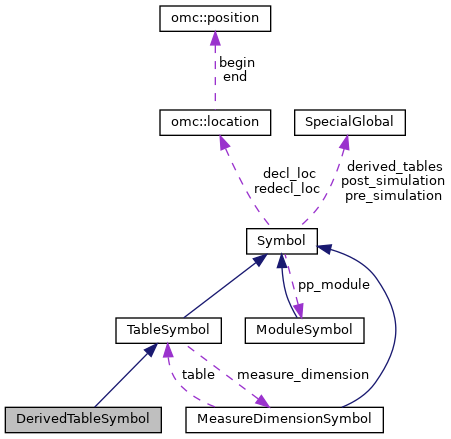 omc::position
begin
end
omc::location
SpecialGlobal
decl_loc
redecl_loc
derived_tables
post_simulation
pre_simulation
Symbol
pp_module
TableSymbol
ModuleSymbol
table
measure_dimension
DerivedTableSymbol
MeasureDimensionSymbol